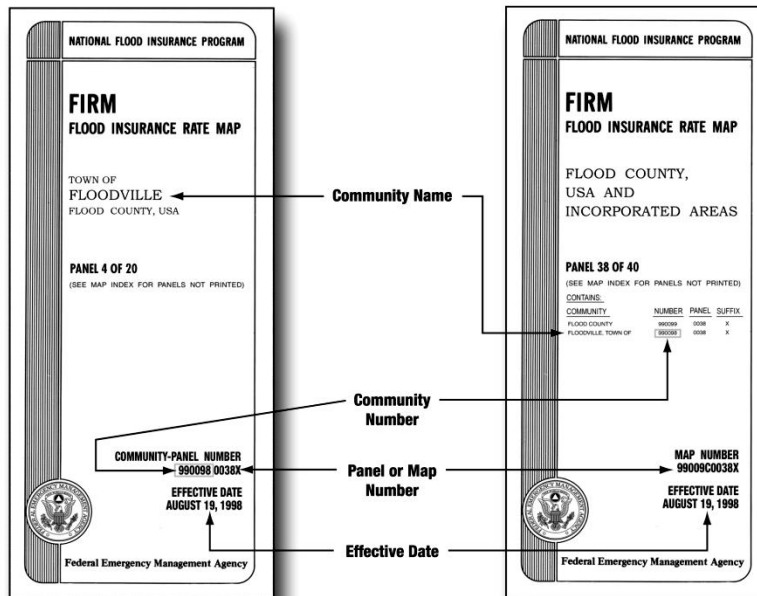 NATIONAL FLOOD INSURANCE PROGRAM
FIRM
FLOOD INSURANCE RATE MAP
TOWN OF
FLOODVILLE
FLOOD COUNTY, USA
PANEL 4 OF 20
(SEE MAP INDEX FOR PANELS NOT PRINTED)
COMMUNITY-PANEL NUMBER
990098 0038X
EFFECTIVE DATE
AUGUST 19, 1998
Federal Emergency Management Agency
Community Name
Community
Number
Panel or Map
Number
Effective Date
NATIONAL FLOOD INSURANCE PROGRAM
FIRM
FLOOD INSURANCE RATE MAP
FLOOD COUNTY,
USA AND
INCORPORATED AREAS
PANEL 38 OF 40
(SEE MAP INDEX FOR PANELS NOT PRINTED)
CONTAINS:
COMMUNITY NUMBER PANEL SUFFIX
FLOOD COUNTY 990099 0038 X
FLOODVILLE, TOWN OF 990098 0038 X
MAP NUMBER
99009C0038X
EFFECTIVE DATE
AUGUST 19, 1998
Federal Emergency Management Agency